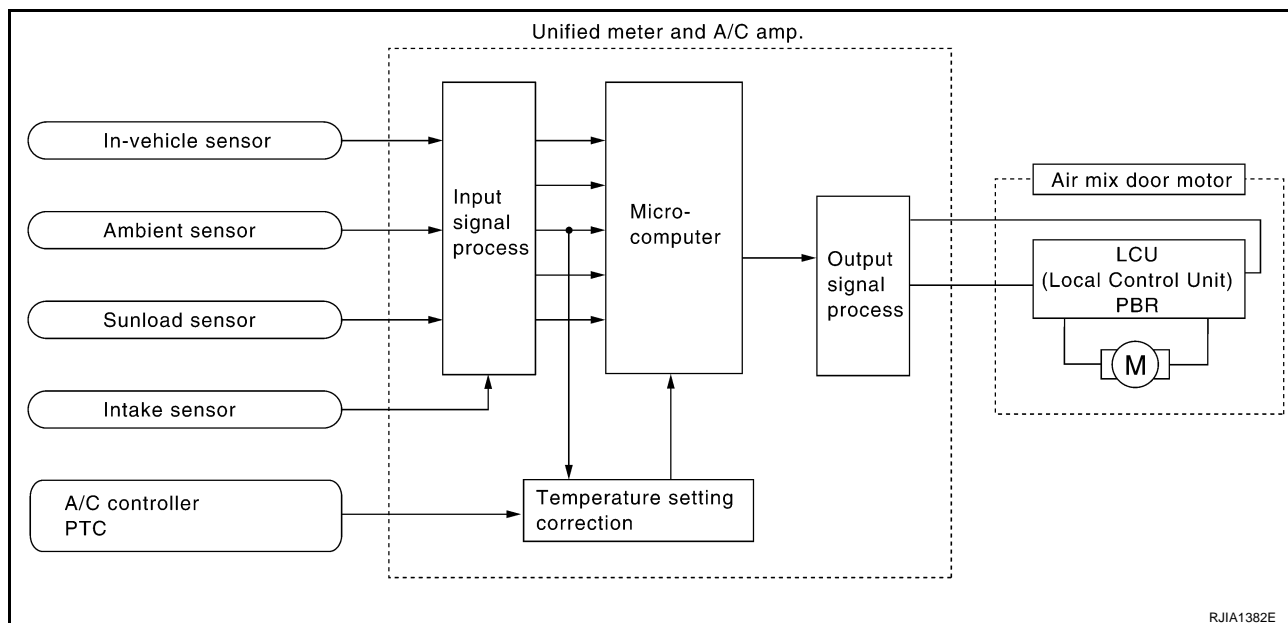 Unified meter and A/C amp.
In-vehicle sensor
Ambient sensor
Sunload sensor
Intake sensor
A/C controller
PTC
Input
signal
process
Micro-
computer
Temperature setting
correction
Output
signal
process
Air mix door motor
LCU
(Local Control Unit)
PBR
M
RJIA1382E